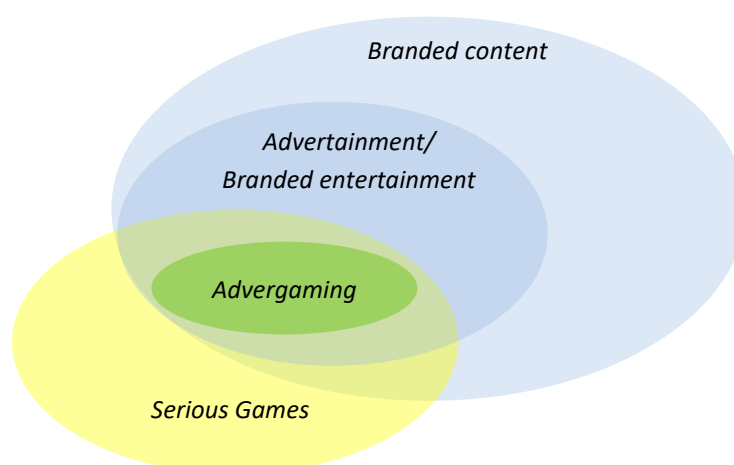 Branded content
Advertainment/
Branded entertainment
Advergaming
Serious Games